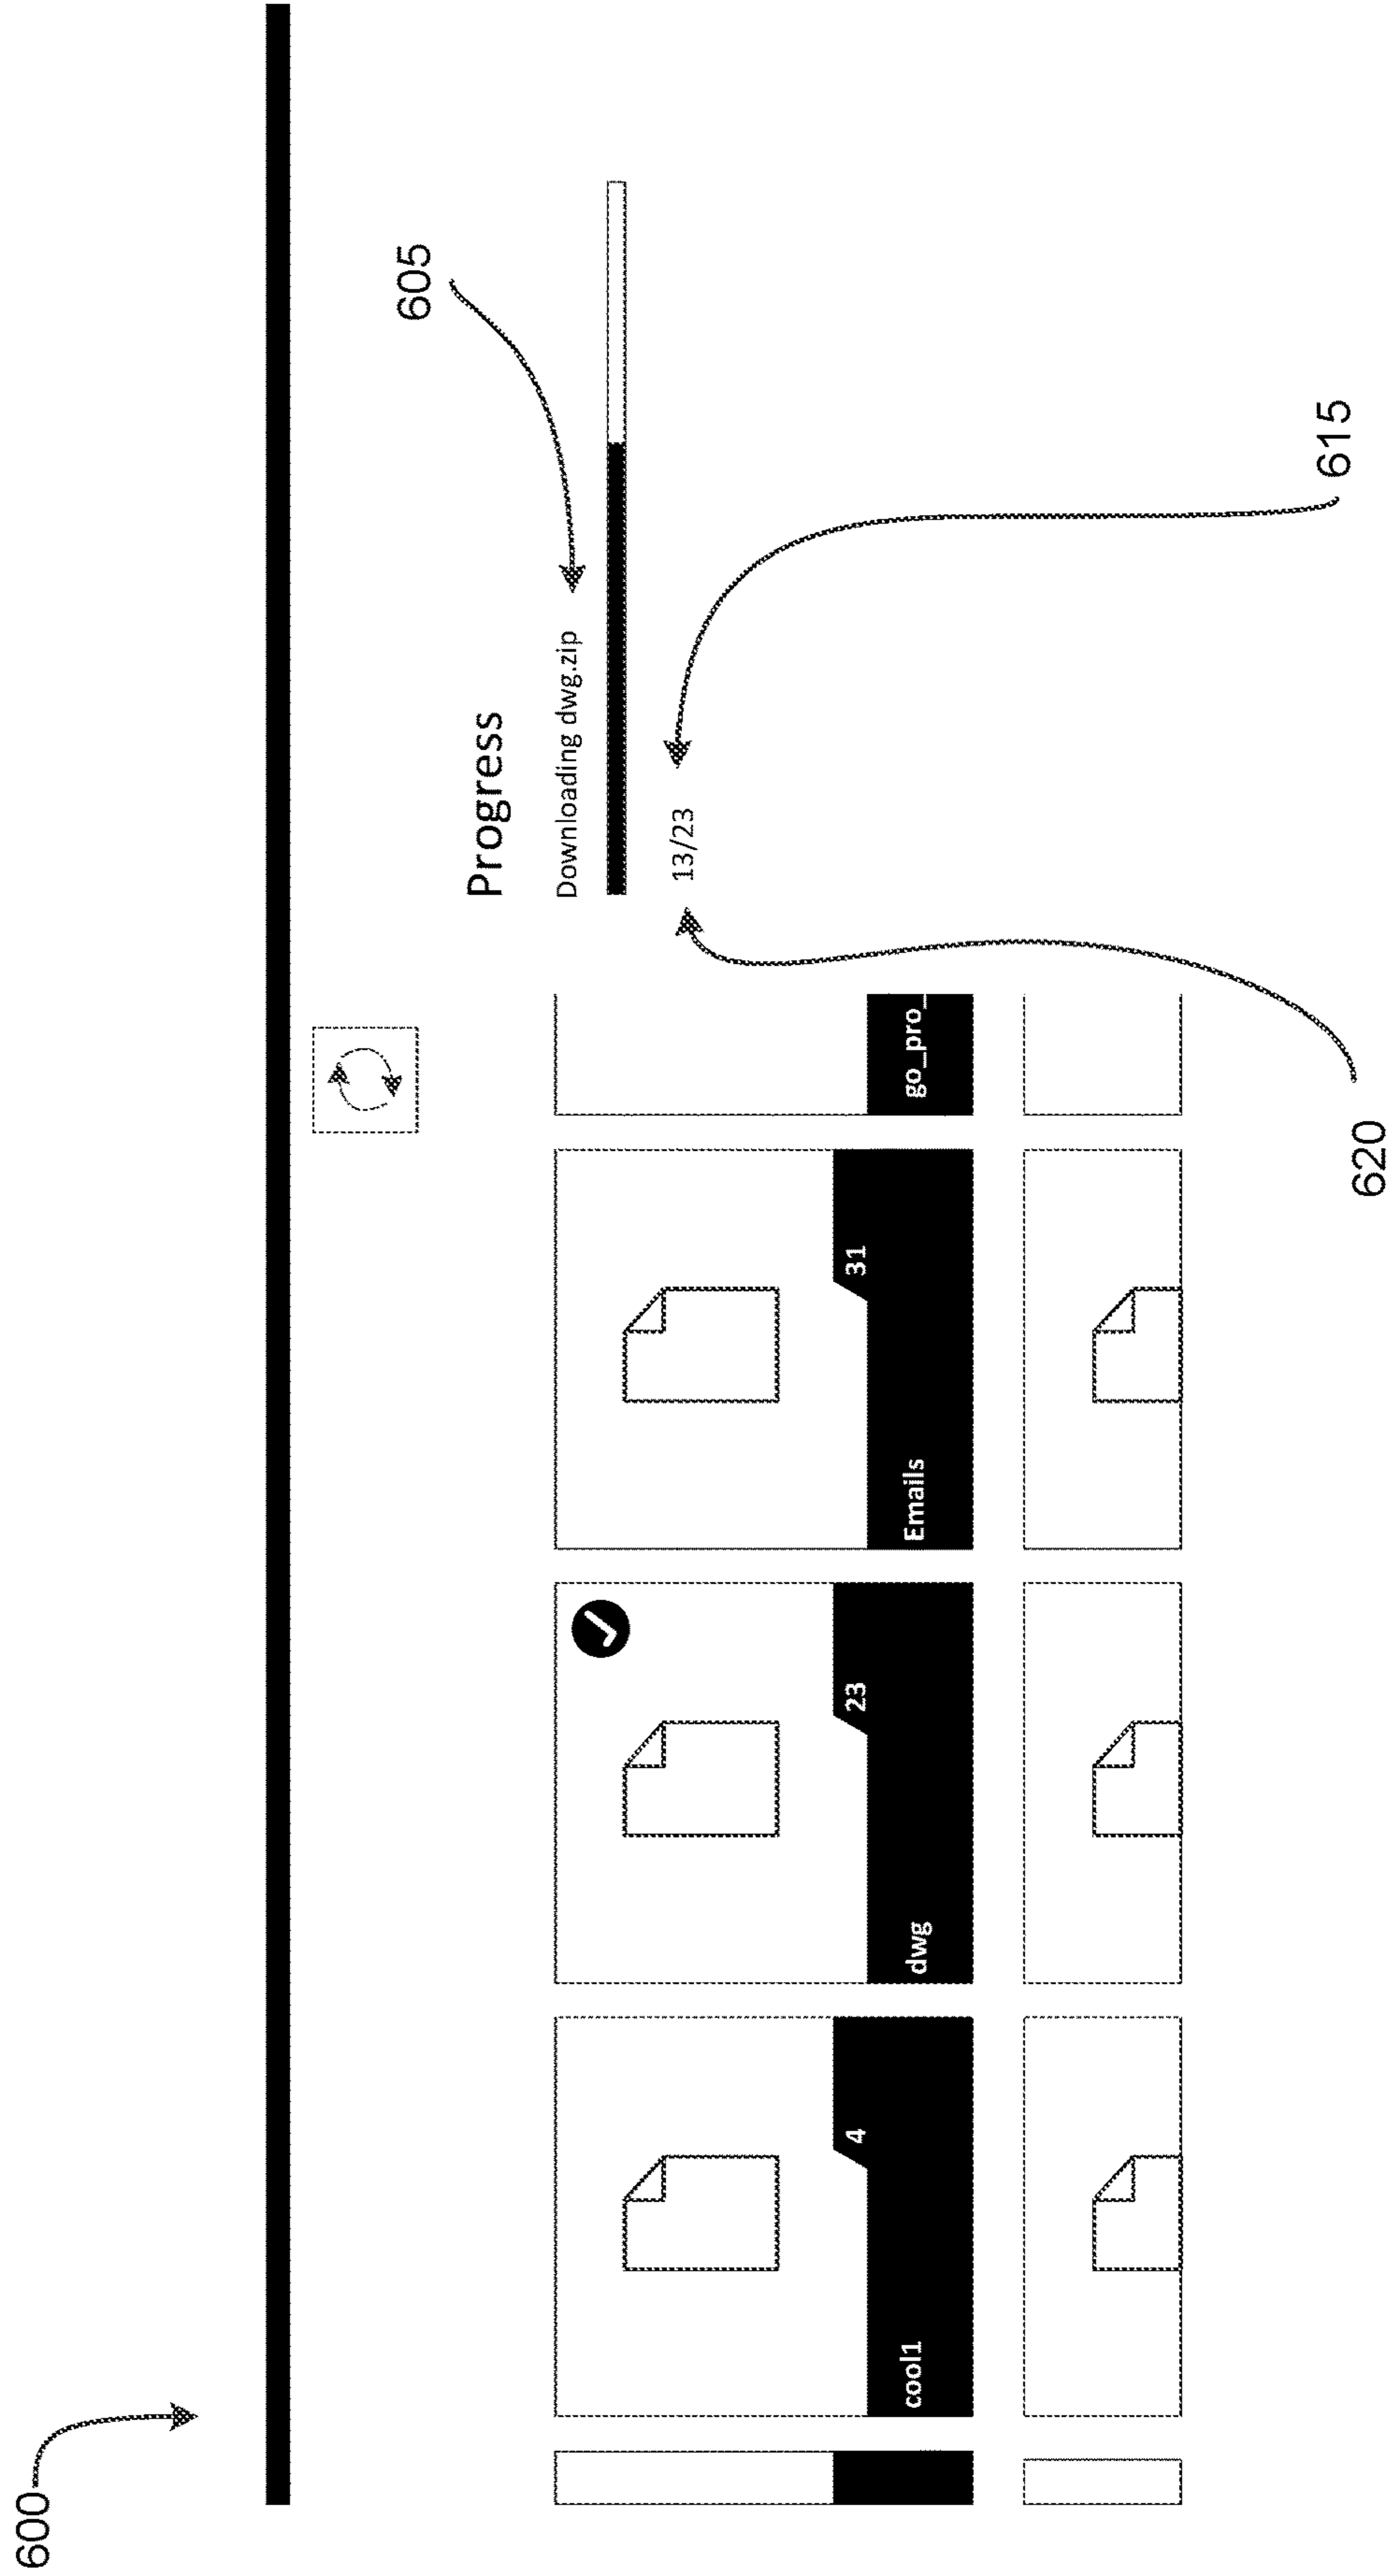 600
605
Progress
Downloading dwg.zip
13/23
4
23
31
cool1
dwg
Emails
go_pro_
620
615